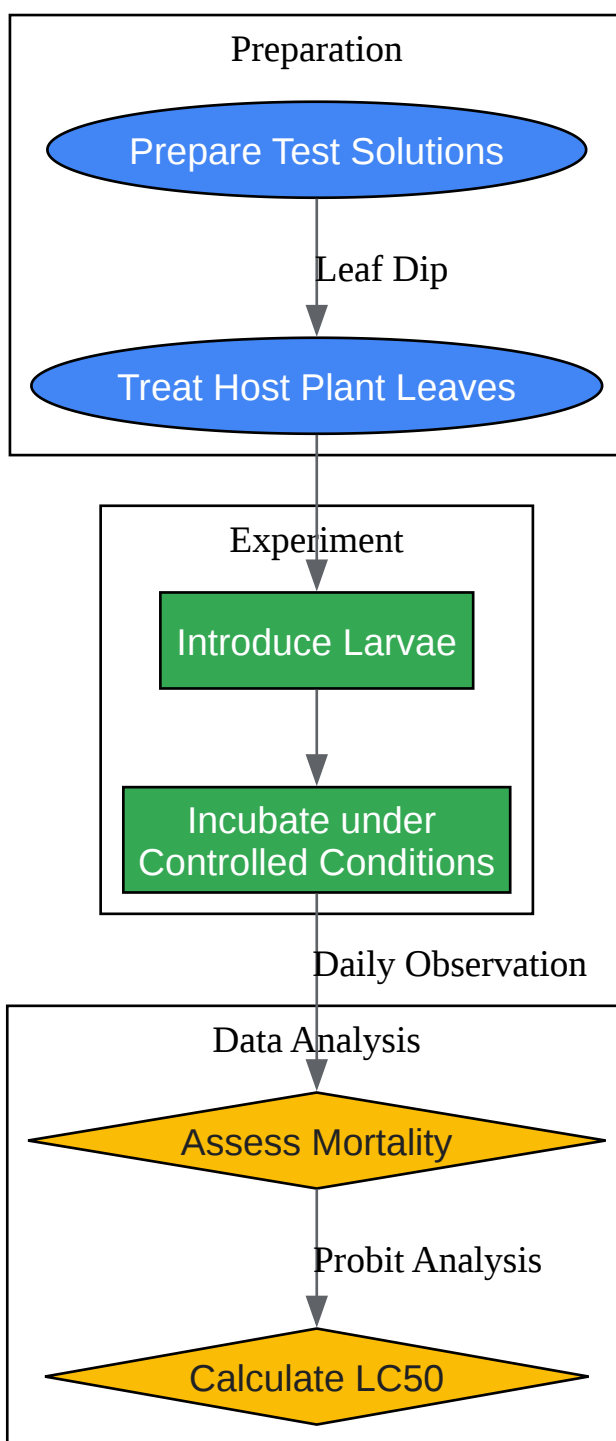 Preparation
Prepare Test Solutions
Leaf Dip
Treat Host Plant Leaves
Experiment
Introduce Larvae
Incubate under
Controlled Conditions
Daily Observation
Data Analysis
Assess Mortality
Probit Analysis
Calculate LC50